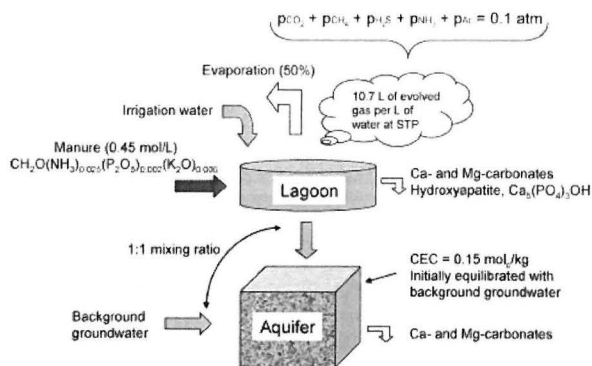 pCO₂ + pCH₄ + pH₂S + pNH₃ + pAr = 0.1 atm
Evaporation (50%)
10.7 L of evolved
gas per L of
water at STP
Irrigation water
Manure (0.45 mol/L)
CH₂O(NH₃)₀.₀₂₅(P₂O₅)₀.₀₀₂(K₂O)₀.₀₀₆
Lagoon
Ca- and Mg-carbonates
Hydroxyapatite, Ca₅(PO₄)₃OH
1:1 mixing ratio
CEC = 0.15 molc/kg
Initially equilibrated with
background groundwater
Background
groundwater
Aquifer
Ca- and Mg-carbonates